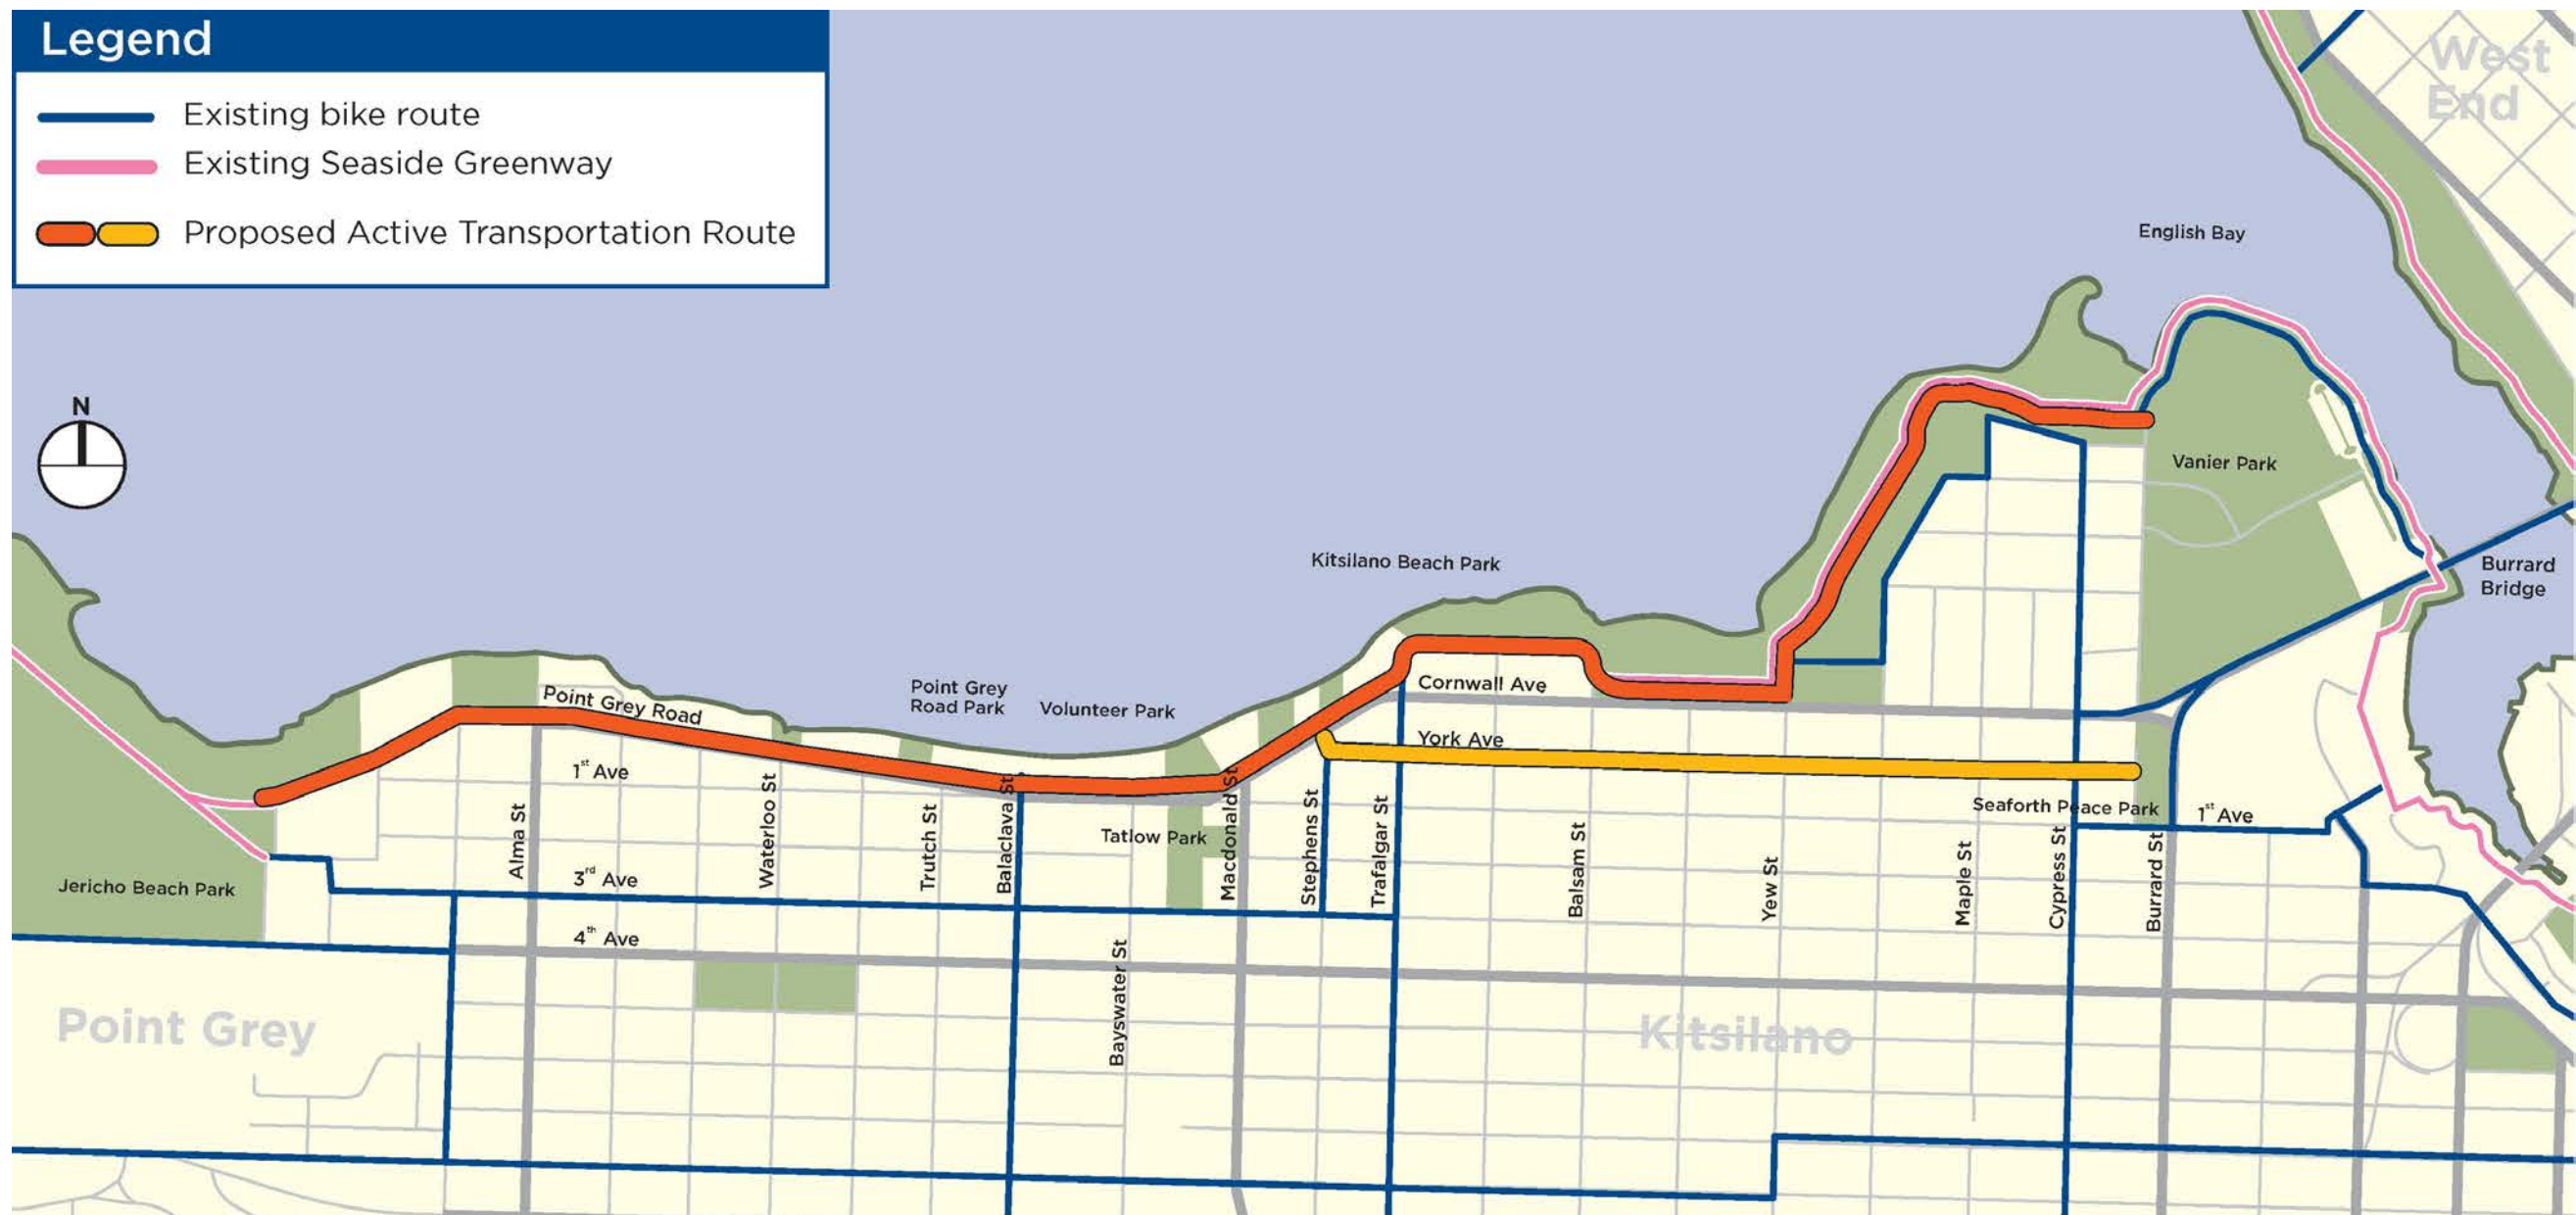 Legend
Existing bike route
Existing Seaside Greenway
Proposed Active Transportation Route
West
End
English Bay
N
Vanier Park
Kitsilano Beach Park
Burrard
Bridge
Point Grey Road
Point Grey
Road Park
Volunteer Park
Cornwall Ave
York Ave
1st Ave
Seaforth Peace Park
1st Ave
Alma St
Waterloo St
Trutch St
Balaclava St
Tatlow Park
Macdonald St
Stephens St
Trafalgar St
Balsam St
Yew St
Maple St
Cypress St
Burrard St
Jericho Beach Park
3rd Ave
4th Ave
Bayswater St
Point Grey
Kitsilano